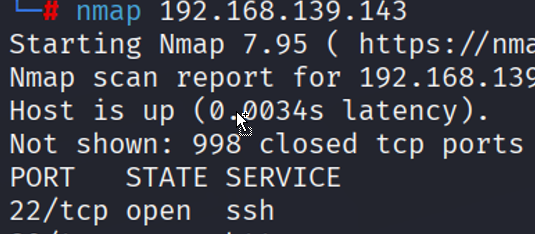 └─# nmap 192.168.139.143
Starting Nmap 7.95 ( https://nma
Nmap scan report for 192.168.139
Host is up (0.0034s latency).
Not shown: 998 closed tcp ports
PORT   STATE SERVICE
22/tcp open  ssh